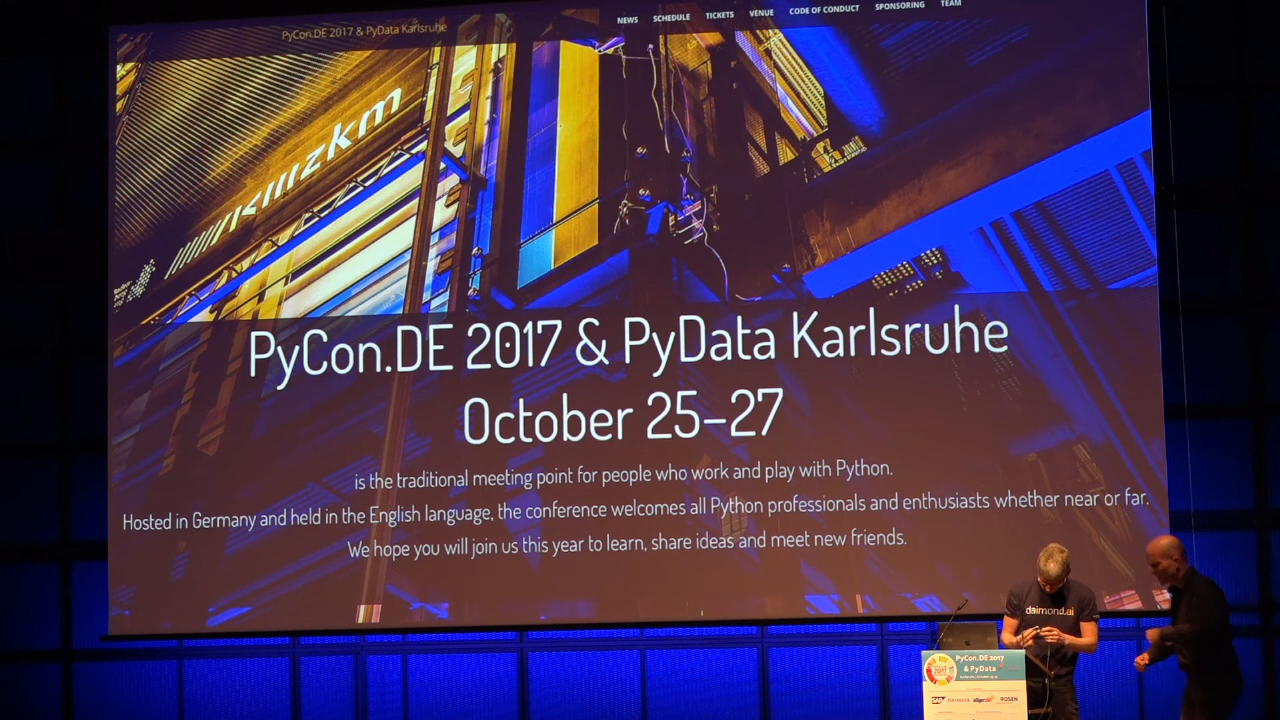 PyCon.DE 2017 & PyData Karlsruhe
NEWS SCHEDULE TICKETS VENUE CODE OF CONDUCT SPONSORING TEAM
zkm
PyCon.DE 2017 & PyData Karlsruhe
October 25–27
is the traditional meeting point for people who work and play with Python.
Hosted in Germany and held in the English language, the conference welcomes all Python professionals and enthusiasts whether near or far.
We hope you will join us this year to learn, share ideas and meet new friends.
daimond.ai
PyCon.DE 2017
& PyData
2017
SAP
ROSEN